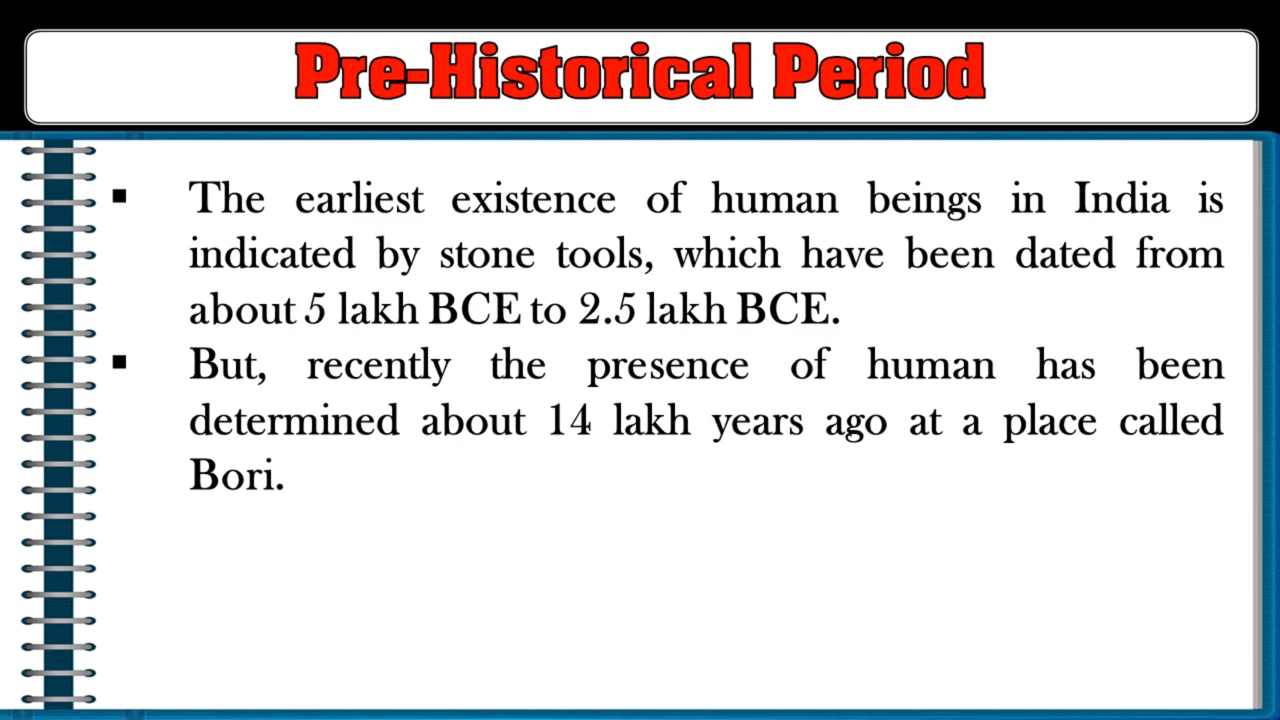 Pre-Historical Period
▪ The earliest existence of human beings in India is
indicated by stone tools, which have been dated from
about 5 lakh BCE to 2.5 lakh BCE.
▪ But, recently the presence of human has been
determined about 14 lakh years ago at a place called
Bori.